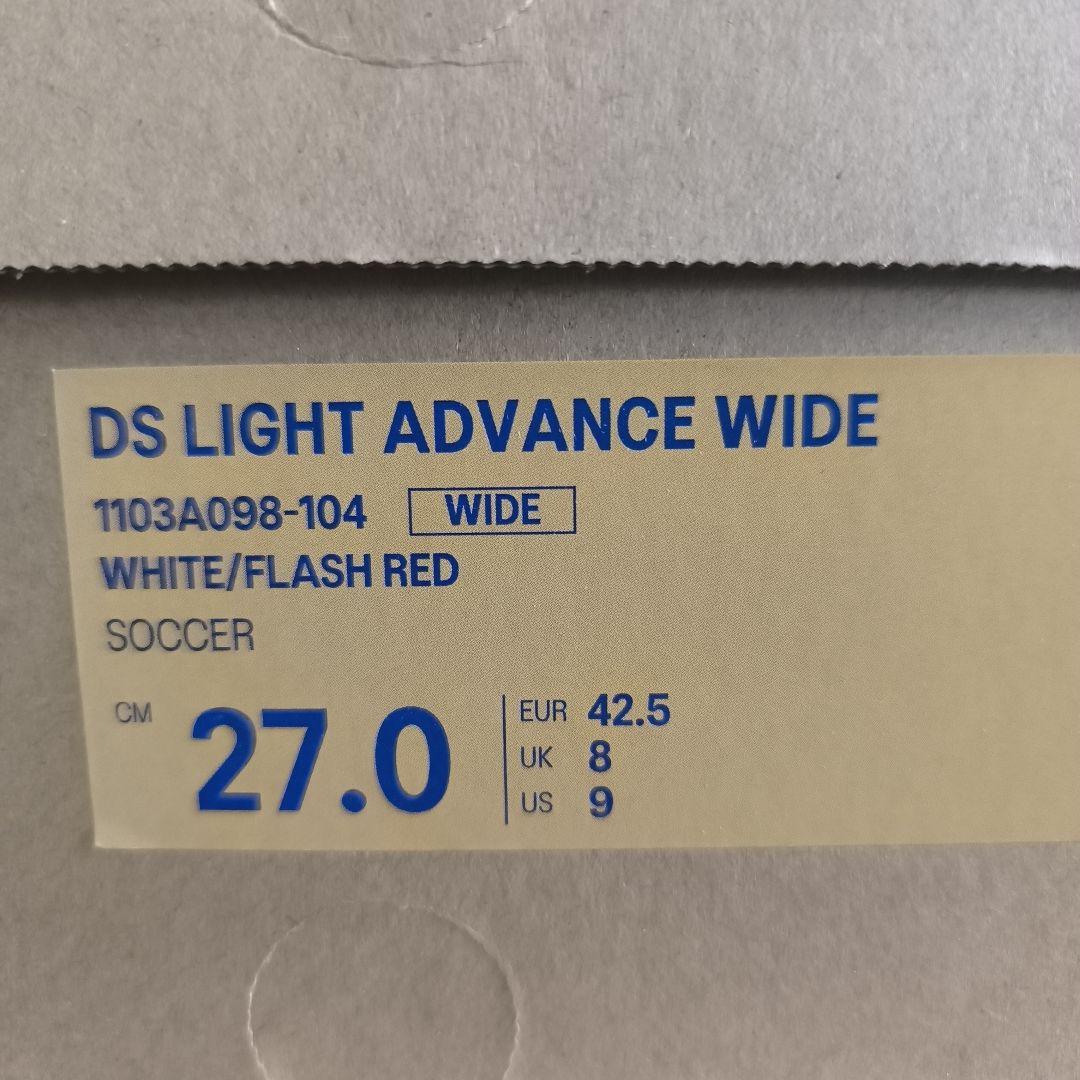 DS LIGHT ADVANCE WIDE
1103A098-104 WIDE
WHITE/FLASH RED
SOCCER
CM 27.0
EUR 42.5
UK 8
US 9